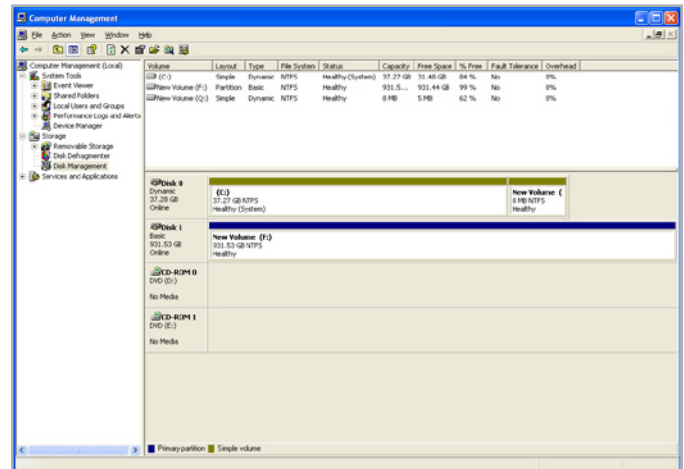 Computer Management
File Action View Window Help
Computer Management (Local)
System Tools
Event Viewer
Shared Folders
Local Users and Groups
Performance Logs and Alerts
Device Manager
Storage
Removable Storage
Disk Defragmenter
Disk Management
Services and Applications
Volume Layout Type File System Status Capacity Free Space % Free Fault Tolerance Overhead
(C:) Simple Dynamic NTFS Healthy (System) 37.27 GB 31.48 GB 84 % No 0%
New Volume (F:) Partition Basic NTFS Healthy 931.5... 931.44 GB 99 % No 0%
New Volume (Q:) Simple Dynamic NTFS Healthy 8 MB 5 MB 62 % No 0%
Disk 0
Dynamic
37.28 GB
Online
(C:)
37.27 GB NTFS
Healthy (System)
New Volume (
8 MB NTFS
Healthy
Disk 1
Basic
931.53 GB
Online
New Volume (F:)
931.53 GB NTFS
Healthy
CD-ROM 0
DVD (D:)
No Media
CD-ROM 1
DVD (E:)
No Media
Primary partition Simple volume